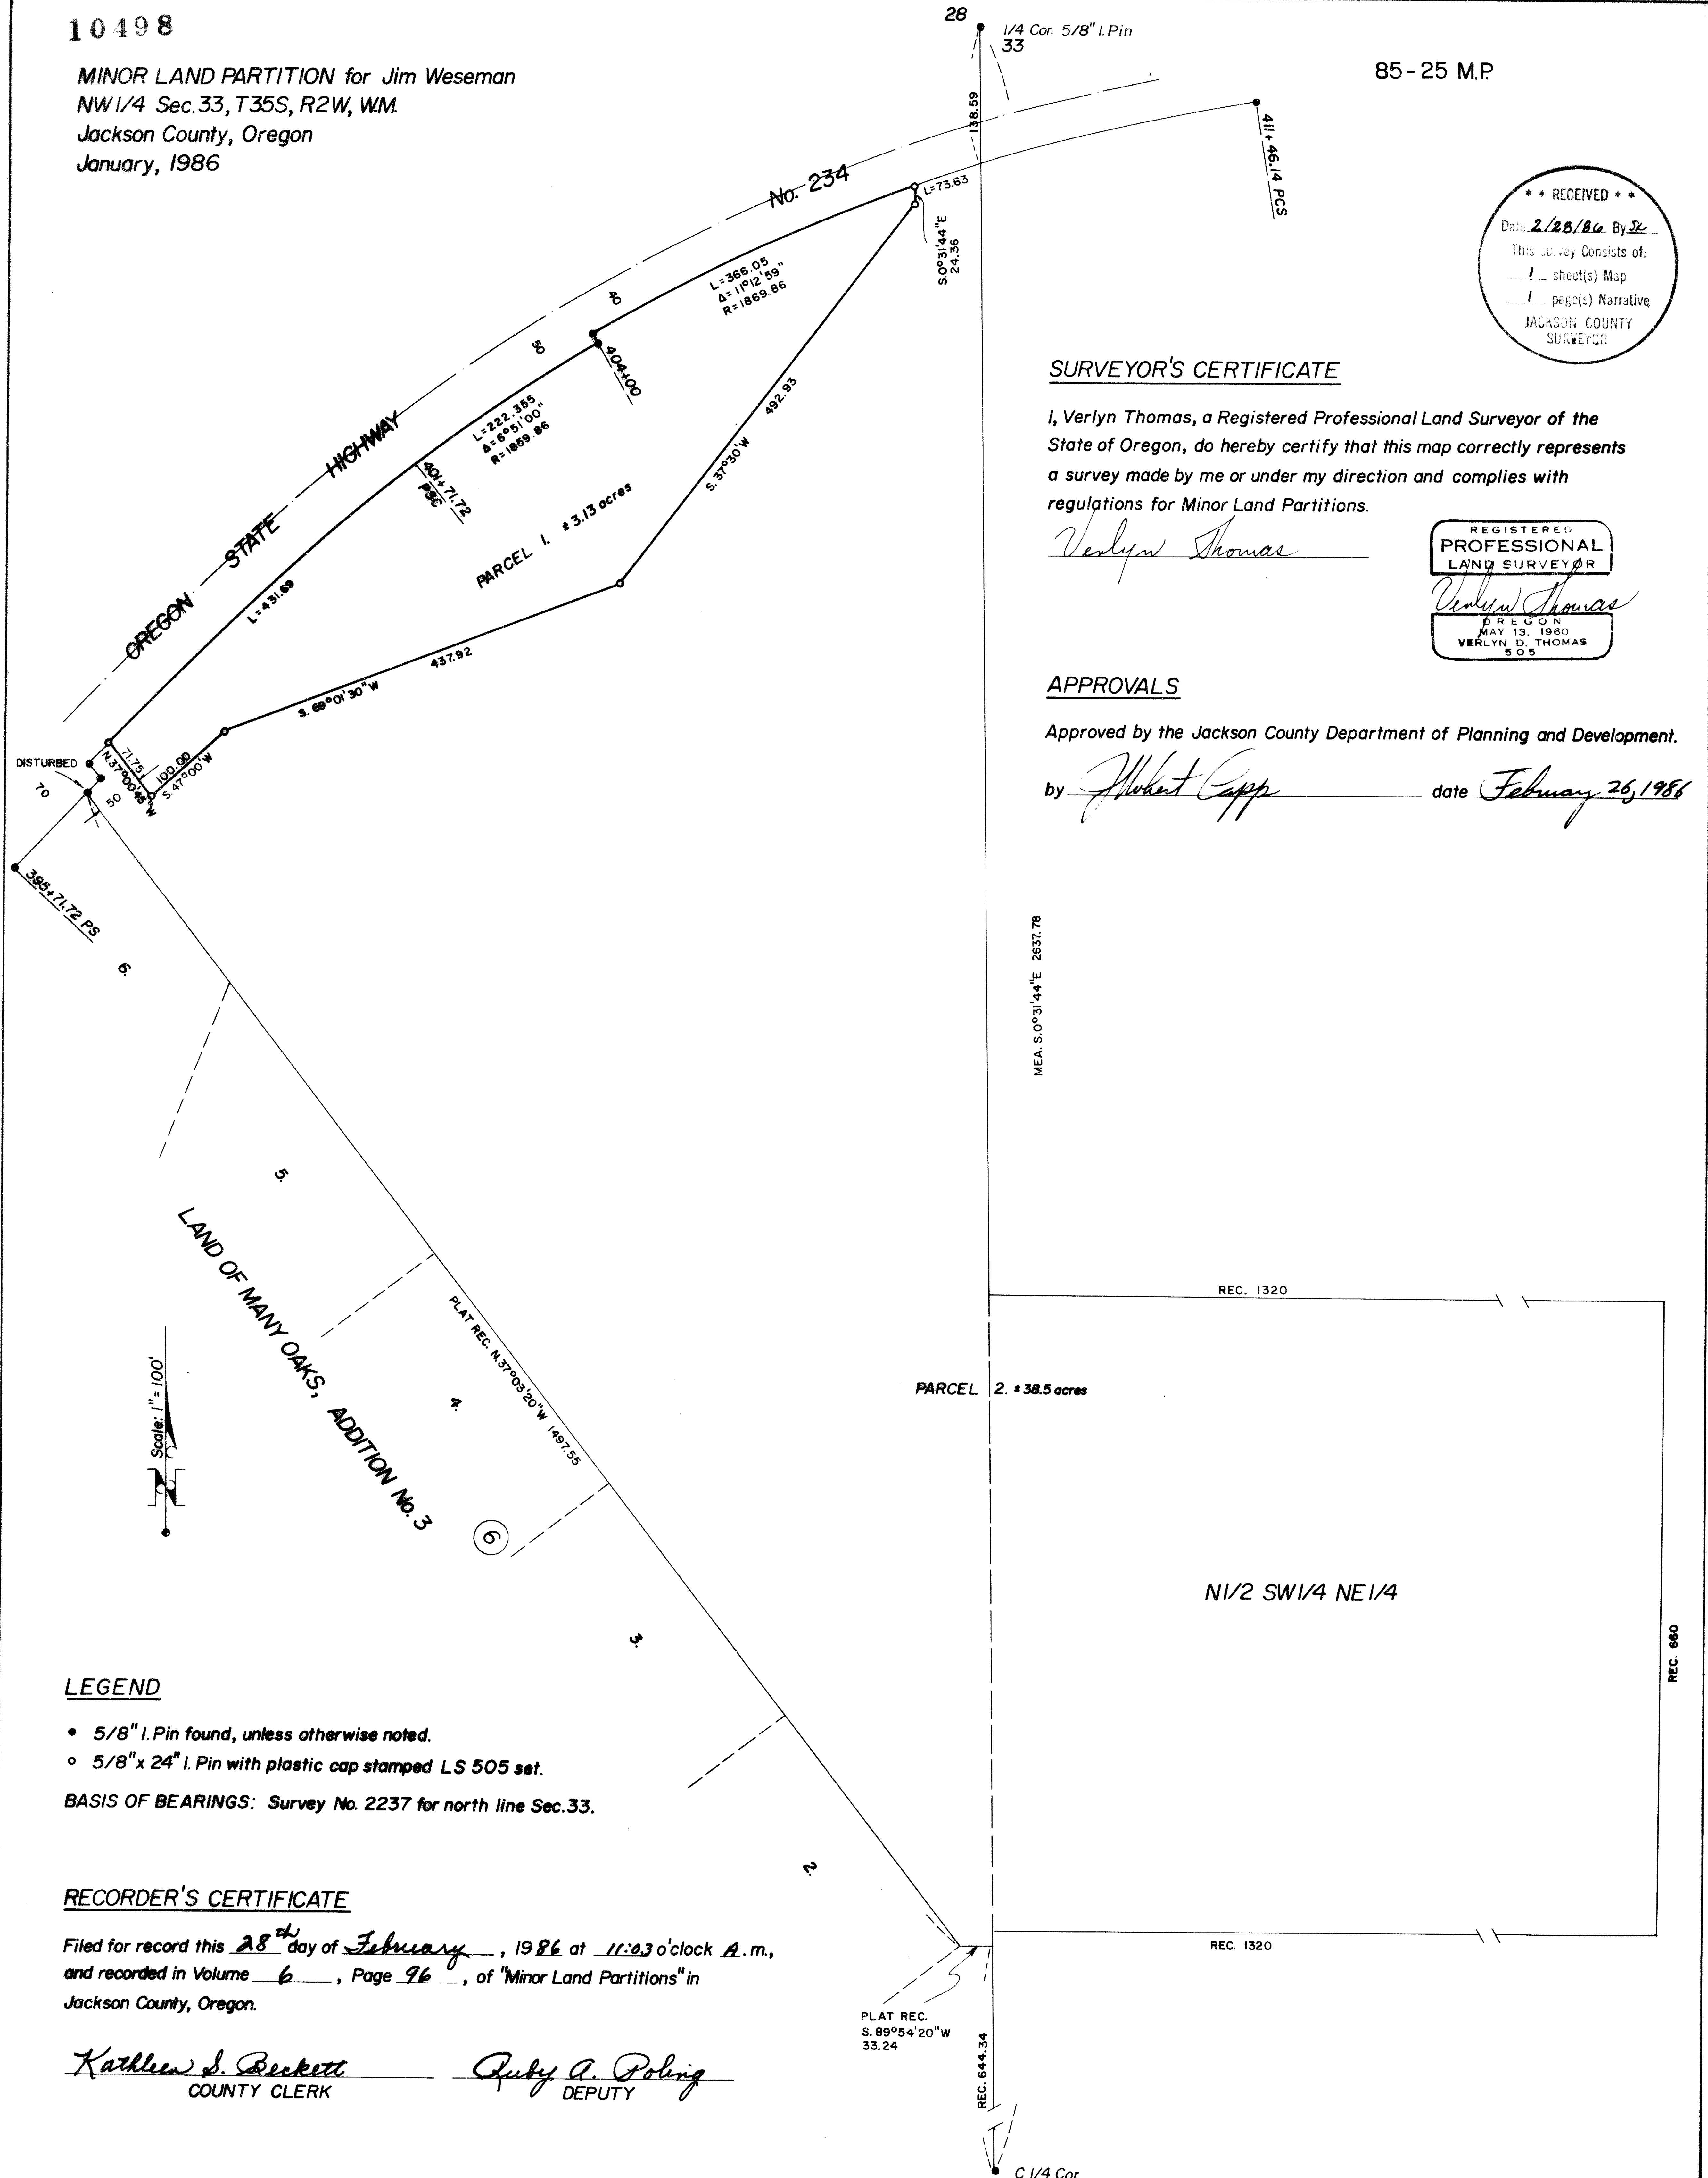 10498
MINOR LAND PARTITION for Jim Weseman
NW1/4 Sec.33, T35S, R2W, W.M.
Jackson County, Oregon
January, 1986
28
1/4 Cor. 5/8" I.Pin
33
138.59
85-25 M.P.
411+46.14 PCS
* * RECEIVED * *
Date 2/28/86 By
This survey Consists of:
1 sheet(s) Map
1 page(s) Narrative
JACKSON COUNTY
SURVEYOR
OREGON STATE HIGHWAY No. 234
L=73.63
S.0°31'44"E
24.36
L=366.05
Δ=11°12'59"
R=1869.86
40
50
404+00
L=222.355
Δ=6°51'00"
R=1859.86
401+71.72
PSC
492.93
S. 37°30'W
PARCEL 1. ±3.13 acres
L=431.69
437.92
S. 69°01'30"W
71.75
N.37°00'45"W
100.00
S.47°00'W
DISTURBED
70
50
395+71.72 PS
SURVEYOR'S CERTIFICATE
I, Verlyn Thomas, a Registered Professional Land Surveyor of the
State of Oregon, do hereby certify that this map correctly represents
a survey made by me or under my direction and complies with
regulations for Minor Land Partitions.
Verlyn Thomas
REGISTERED
PROFESSIONAL
LAND SURVEYOR
Verlyn Thomas
OREGON
MAY 13, 1960
VERLYN D. THOMAS
505
APPROVALS
Approved by the Jackson County Department of Planning and Development.
by date February 26, 1986
MEA. S.0°31'44"E 2637.78
6.
5.
4.
3.
2.
LAND OF MANY OAKS, ADDITION No. 3
6
PLAT REC. N.37°03'20"W 1497.55
Scale: 1"=100'
N
REC. 1320
PARCEL 2. ±38.5 acres
N1/2 SW1/4 NE1/4
REC. 660
REC. 1320
PLAT REC.
S. 89°54'20"W
33.24
REC. 644.34
C 1/4 Cor.
LEGEND
• 5/8" I.Pin found, unless otherwise noted.
o 5/8"x 24" I.Pin with plastic cap stamped LS 505 set.
BASIS OF BEARINGS: Survey No. 2237 for north line Sec.33.
RECORDER'S CERTIFICATE
Filed for record this 28th day of February, 1986 at 11:03 o'clock A.m.,
and recorded in Volume 6, Page 96, of "Minor Land Partitions" in
Jackson County, Oregon.
Kathleen S. Beckett
COUNTY CLERK
Ruby A. Poling
DEPUTY